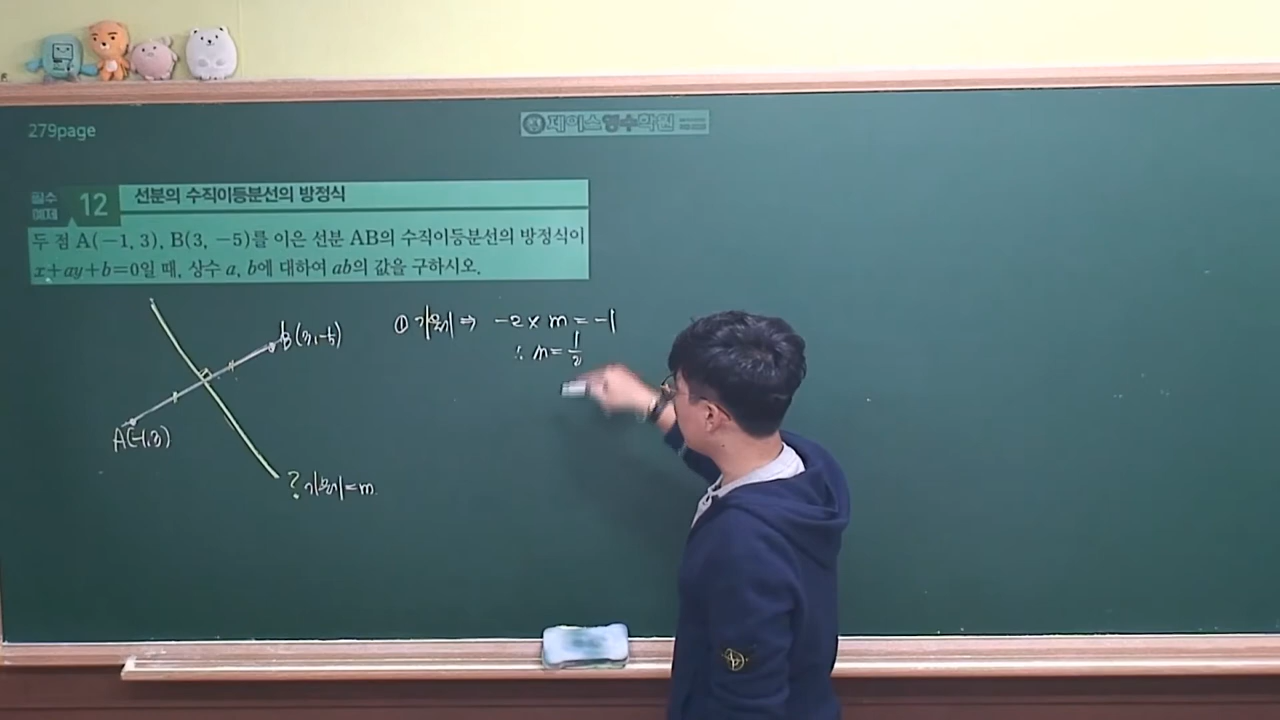 279page
제이스영수학원
필수 예제 12 선분의 수직이등분선의 방정식
두 점 A(−1, 3), B(3, −5)를 이은 선분 AB의 수직이등분선의 방정식이
x+ay+b=0일 때, 상수 a, b에 대하여 ab의 값을 구하시오.
① 기울기 ⇒ -2 × m = -1
∴ m = 1/2
B(3, -5)
A(-1, 3)
? 기울기 = m